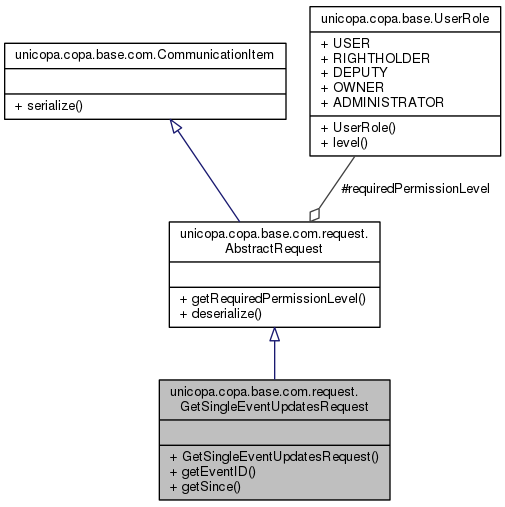 unicopa.copa.base.UserRole
+ USER
+ RIGHTHOLDER
+ DEPUTY
+ OWNER
+ ADMINISTRATOR
+ UserRole()
+ level()
unicopa.copa.base.com.CommunicationItem
+ serialize()
#requiredPermissionLevel
unicopa.copa.base.com.request.
AbstractRequest
+ getRequiredPermissionLevel()
+ deserialize()
unicopa.copa.base.com.request.
GetSingleEventUpdatesRequest
+ GetSingleEventUpdatesRequest()
+ getEventID()
+ getSince()